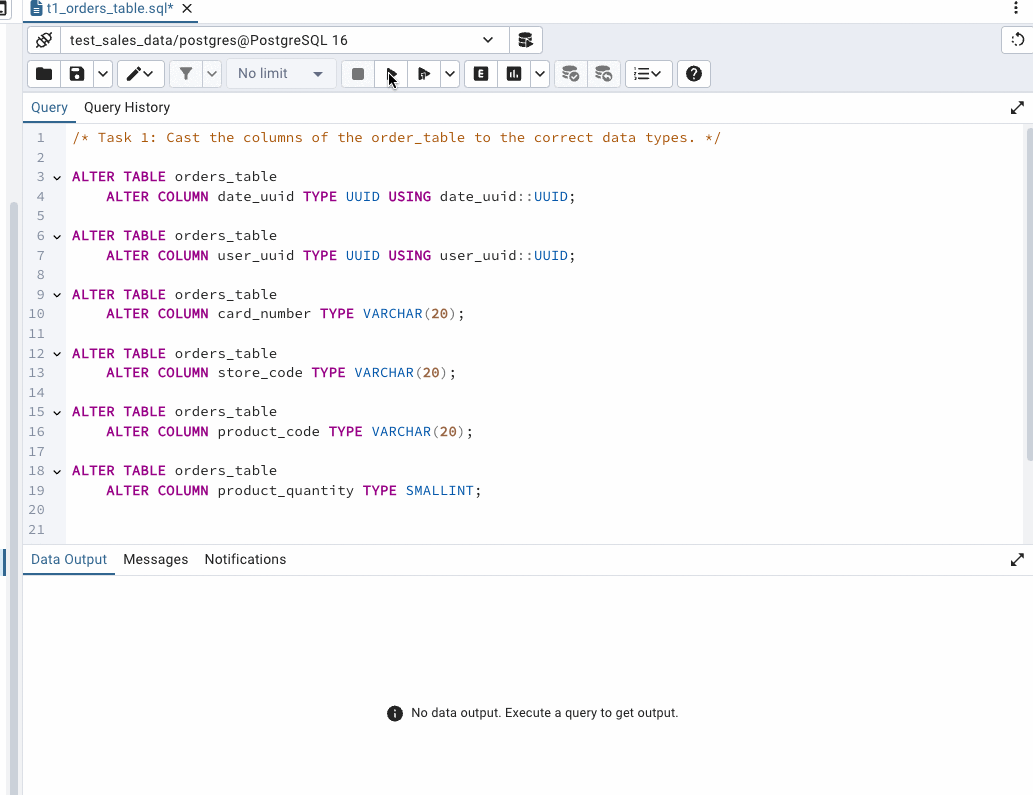 t1_orders_table.sql*
test_sales_data/postgres@PostgreSQL 16
No limit
E
Query Query History
1 /* Task 1: Cast the columns of the order_table to the correct data types. */
2
3 ALTER TABLE orders_table
4 ALTER COLUMN date_uuid TYPE UUID USING date_uuid::UUID;
5
6 ALTER TABLE orders_table
7 ALTER COLUMN user_uuid TYPE UUID USING user_uuid::UUID;
8
9 ALTER TABLE orders_table
10 ALTER COLUMN card_number TYPE VARCHAR(20);
11
12 ALTER TABLE orders_table
13 ALTER COLUMN store_code TYPE VARCHAR(20);
14
15 ALTER TABLE orders_table
16 ALTER COLUMN product_code TYPE VARCHAR(20);
17
18 ALTER TABLE orders_table
19 ALTER COLUMN product_quantity TYPE SMALLINT;
20
21
Data Output Messages Notifications
No data output. Execute a query to get output.